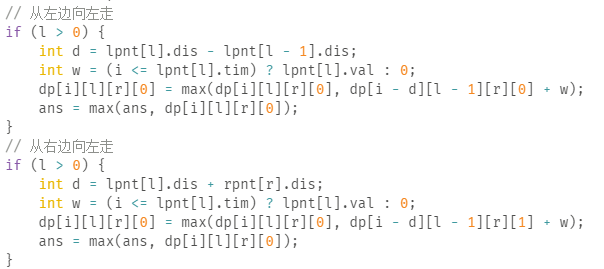 // 从左边向左走
if (l > 0) {
    int d = lpnt[l].dis - lpnt[l - 1].dis;
    int w = (i <= lpnt[l].tim) ? lpnt[l].val : 0;
    dp[i][l][r][0] = max(dp[i][l][r][0], dp[i - d][l - 1][r][0] + w);
    ans = max(ans, dp[i][l][r][0]);
}
// 从右边向左走
if (l > 0) {
    int d = lpnt[l].dis + rpnt[r].dis;
    int w = (i <= lpnt[l].tim) ? lpnt[l].val : 0;
    dp[i][l][r][0] = max(dp[i][l][r][0], dp[i - d][l - 1][r][1] + w);
    ans = max(ans, dp[i][l][r][0]);
}